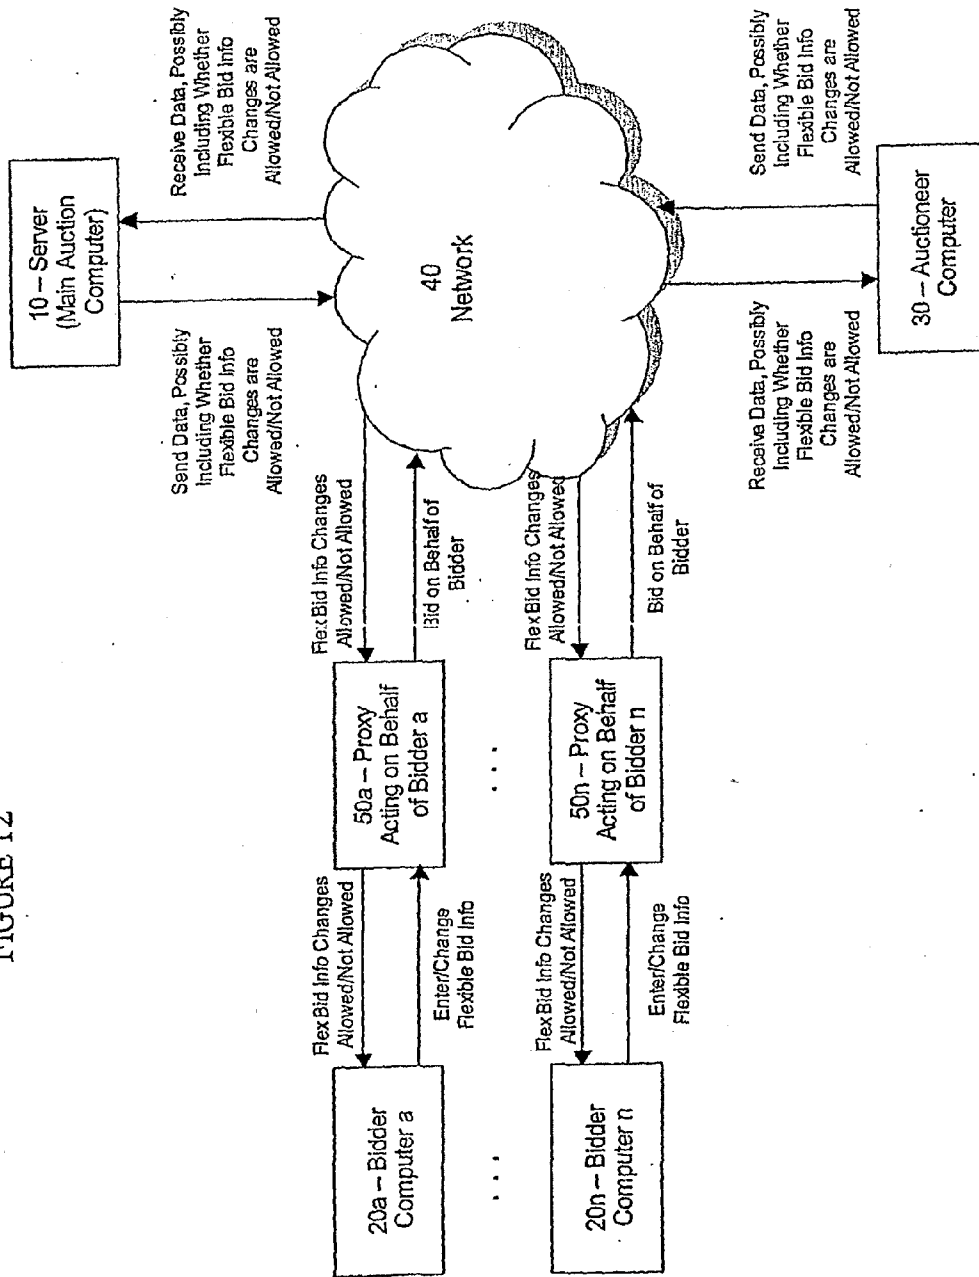 FIGURE 12
10 – Server
(Main Auction
Computer)
Send Data, Possibly
Including Whether
Flexible Bid Info
Changes are
Allowed/Not Allowed
Receive Data, Possibly
Including Whether
Flexible Bid Info
Changes are
Allowed/Not Allowed
20a – Bidder
Computer a
Flex Bid Info Changes
Allowed/Not Allowed
Enter/Change
Flexible Bid Info
50a – Proxy
Acting on Behalf
of Bidder a
Flex Bid Info Changes
Allowed/Not Allowed
Bid on Behalf of
Bidder
40
Network
. . .
. . .
20n – Bidder
Computer n
Flex Bid Info Changes
Allowed/Not Allowed
Enter/Change
Flexible Bid Info
50n – Proxy
Acting on Behalf
of Bidder n
Flex Bid Info Changes
Allowed/Not Allowed
Bid on Behalf of
Bidder
Receive Data, Possibly
Including Whether
Flexible Bid Info
Changes are
Allowed/Not Allowed
Send Data, Possibly
Including Whether
Flexible Bid Info
Changes are
Allowed/Not Allowed
30 – Auctioneer
Computer